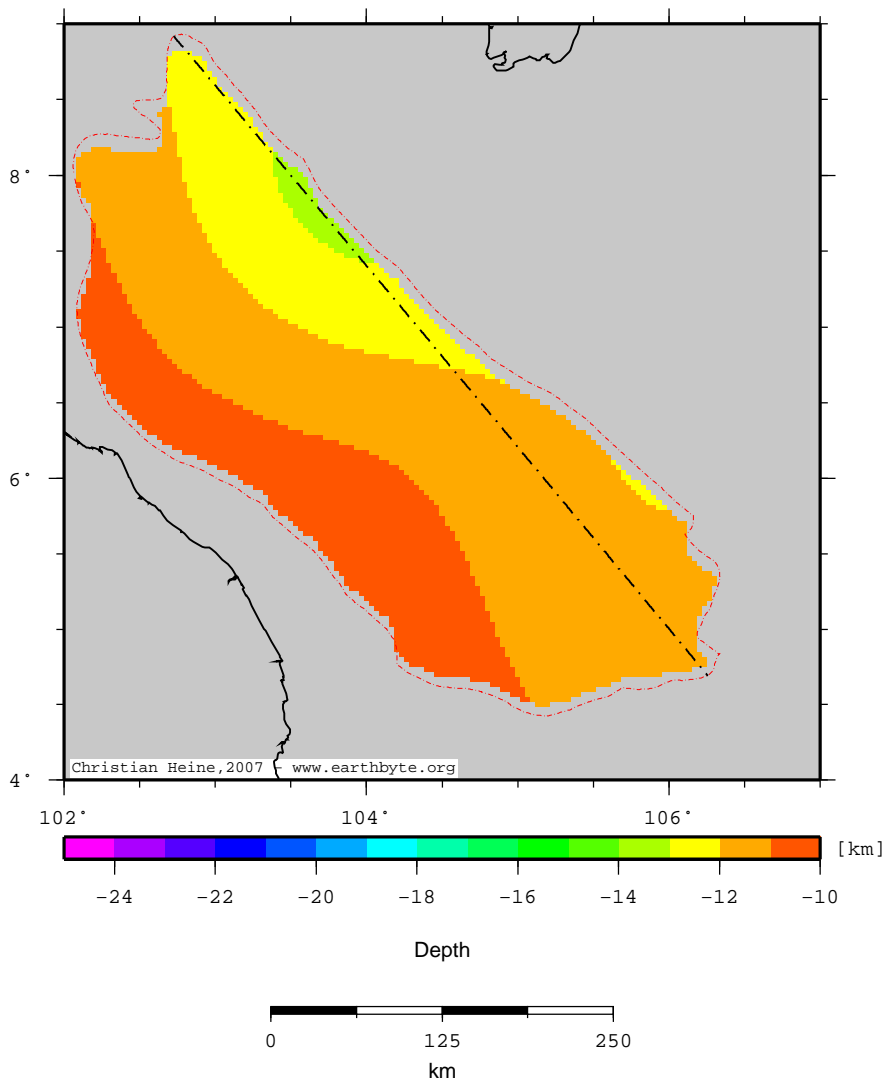 8˚
6˚
4˚
Christian Heine,2007 - www.earthbyte.org
102˚ 104˚ 106˚
[km]
−24 −22 −20 −18 −16 −14 −12 −10
Depth
0 125 250
km